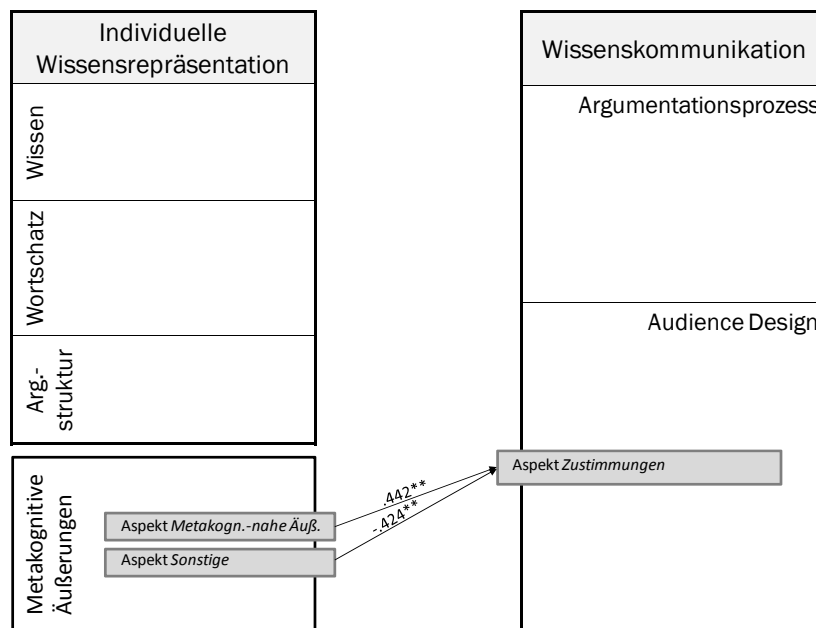 Individuelle
Wissensrepräsentation
Wissen
Wortschatz
Arg.-
struktur
Metakognitive
Äußerungen
Aspekt Metakogn.-nahe Äuß.
Aspekt Sonstige
.442**
-.424**
Wissenskommunikation
Argumentationsprozess
Audience Design
Aspekt Zustimmungen